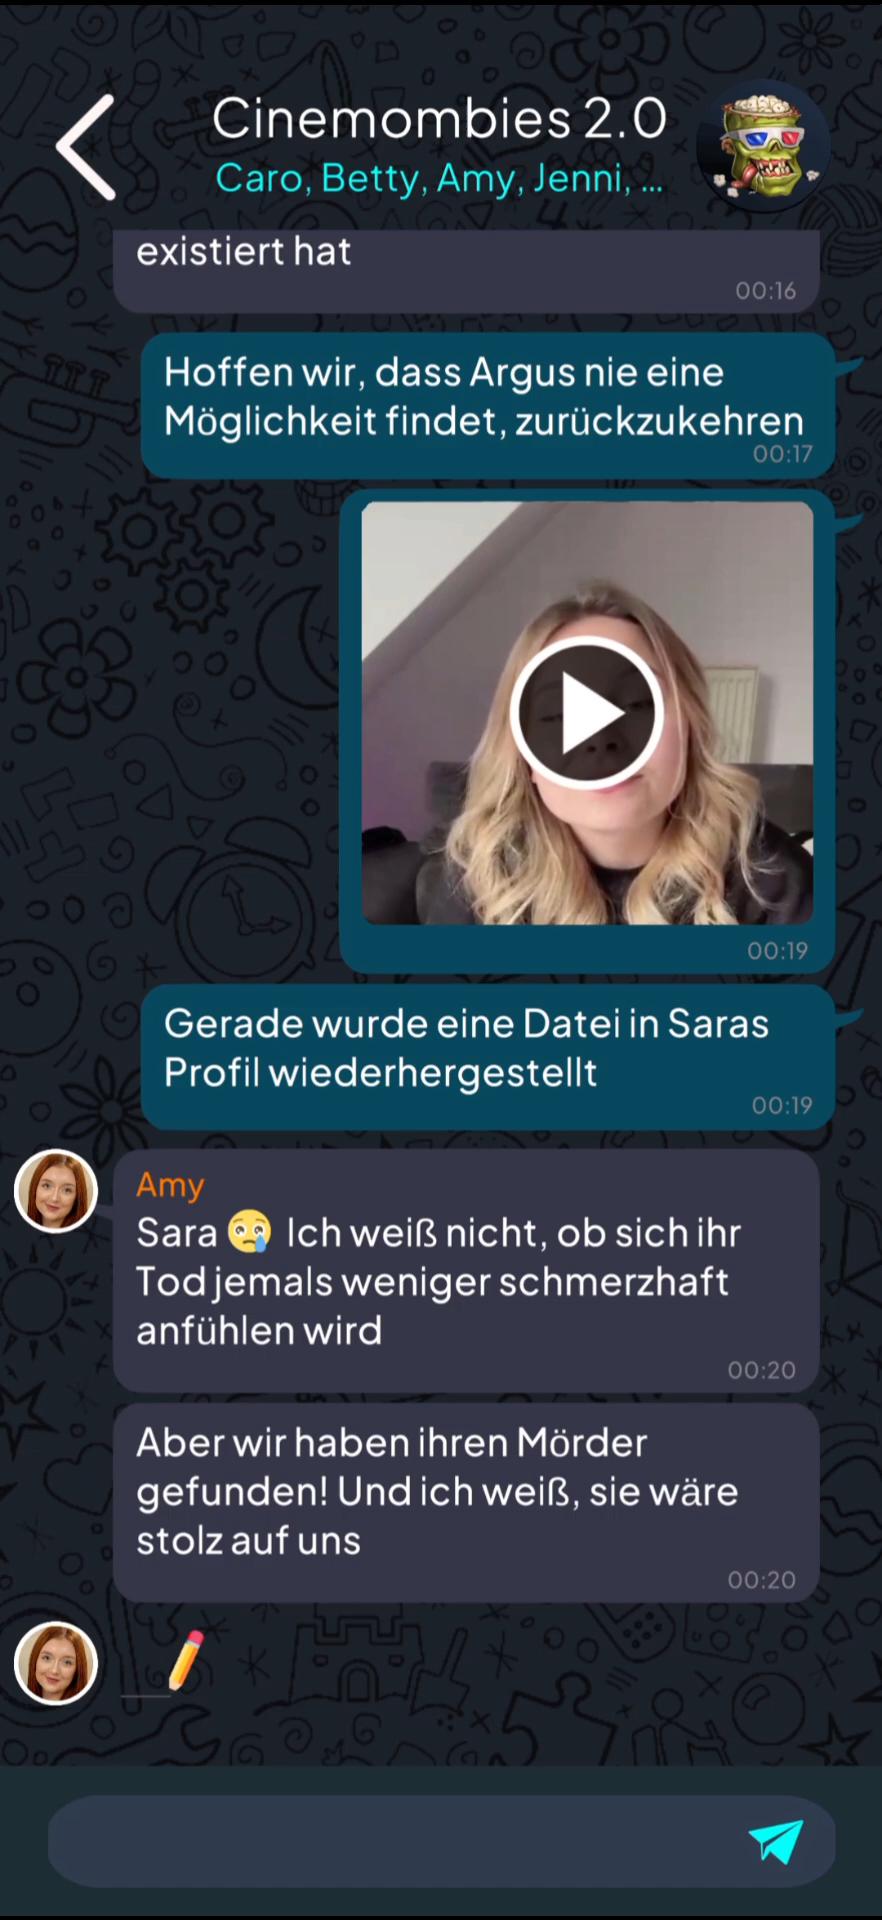 Cinemombies 2.0
Caro, Betty, Amy, Jenni, ...
existiert hat
00:16
Hoffen wir, dass Argus nie eine
Möglichkeit findet, zurückzukehren
00:17
00:19
Gerade wurde eine Datei in Saras
Profil wiederhergestellt
00:19
Amy
Sara 😢 Ich weiß nicht, ob sich ihr
Tod jemals weniger schmerzhaft
anfühlen wird
00:20
Aber wir haben ihren Mörder
gefunden! Und ich weiß, sie wäre
stolz auf uns
00:20